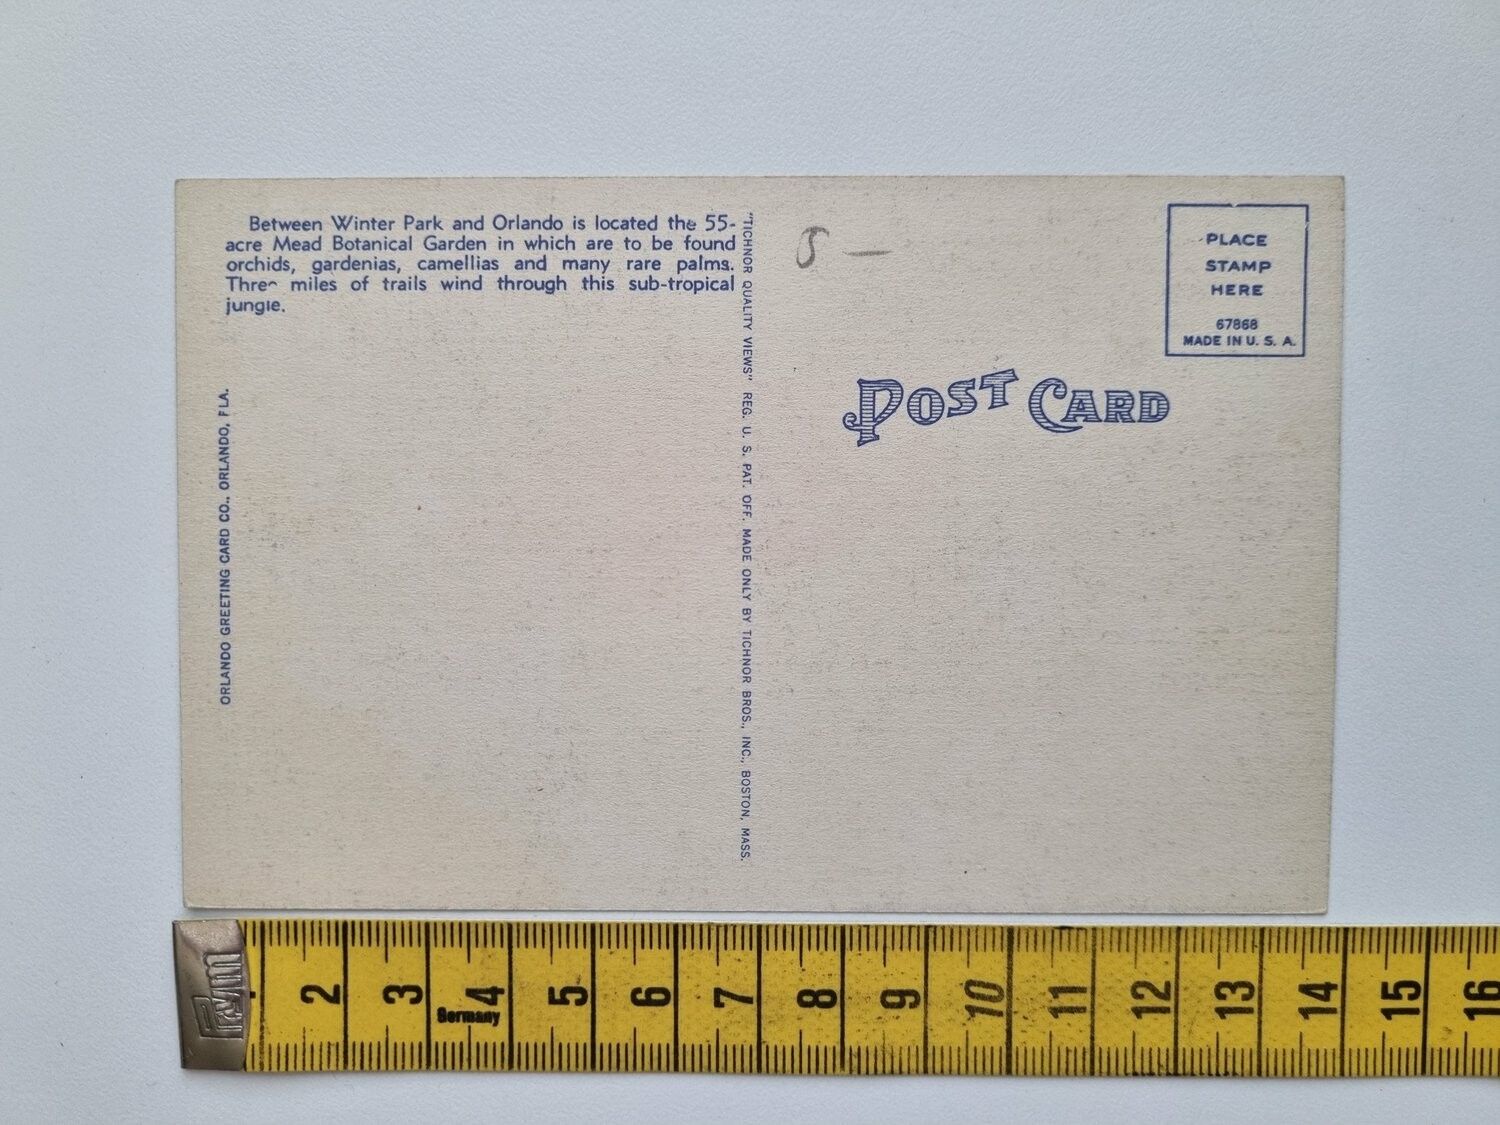 Between Winter Park and Orlando is located the 55-
acre Mead Botanical Garden in which are to be found
orchids, gardenias, camellias and many rare palms.
Three miles of trails wind through this sub-tropical
jungle.
ORLANDO GREETING CARD CO., ORLANDO, FLA.
"TICHNOR QUALITY VIEWS" REG. U. S. PAT. OFF. MADE ONLY BY TICHNOR BROS., INC., BOSTON, MASS.
5 —
PLACE
STAMP
HERE
67868
MADE IN U. S. A.
POST CARD
2 3 4 5 6 7 8 9 10 11 12 13 14 15 16
Germany